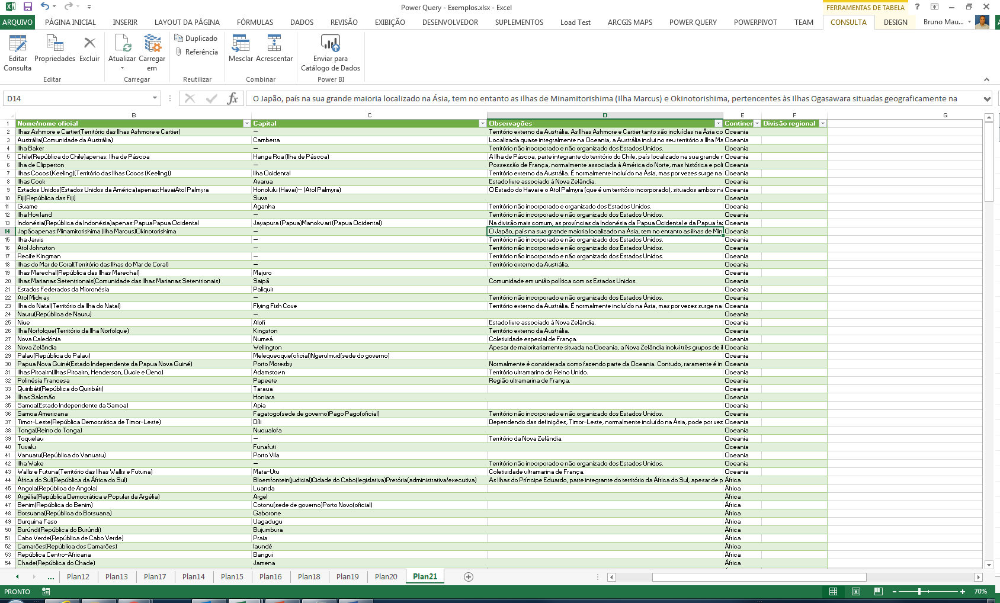 Power Query - Exemplos.xlsx - Excel
FERRAMENTAS DE TABELA
ARQUIVO PÁGINA INICIAL INSERIR LAYOUT DA PÁGINA FÓRMULAS DADOS REVISÃO EXIBIÇÃO DESENVOLVEDOR SUPLEMENTOS Load Test ARCGIS MAPS POWER QUERY POWERPIVOT TEAM CONSULTA DESIGN Bruno Mau...
Editar Consulta
Propriedades
Excluir
Atualizar
Carregar em
Duplicado
Referência
Mesclar
Acrescentar
Enviar para Catálogo de Dados
Editar Carregar Reutilizar Combinar Power BI
D14
fx O Japão, país na sua grande maioria localizado na Ásia, tem no entanto as ilhas de Minamitorishima (Ilha Marcus) e Okinotorishima, pertencentes às Ilhas Ogasawara situadas geograficamente na
B C D E F G
1 Nome/nome oficial Capital Observações Continer Divisão regional
2 Ilhas Ashmore e Cartier(Território das Ilhas Ashmore e Cartier) — Território externo da Austrália. As Ilhas Ashmore e Cartier tanto são incluídas na Ásia co Oceania
3 Austrália(Comunidade da Austrália) Camberra Localizada quase integralmente na Oceania, a Austrália inclui no seu território a Ilha Ma Oceania
4 Ilha Baker — Território não incorporado e não organizado dos Estados Unidos. Oceania
5 Chile(República do Chile)apenas: Ilha de Páscoa Hanga Roa (Ilha de Páscoa) A Ilha de Páscoa, parte integrante do território do Chile, país localizado na sua grande r Oceania
6 Ilha de Clipperton — Possessão de França, normalmente associada à América do Norte, mas histórica e polí Oceania
7 Ilhas Cocos (Keeling)(Território das Ilhas Cocos (Keeling)) Ilha Ocidental Território externo da Austrália. É normalmente incluído na Ásia, mas por vezes surge na Oceania
8 Ilhas Cook Avarua Estado livre associado à Nova Zelândia. Oceania
9 Estados Unidos(Estados Unidos da América)apenas:HavaiAtol Palmyra Honolulu (Havai)— (Atol Palmyra) O Estado do Havai e o Atol Palmyra (que é um território incorporado), situados ambos na Oceania
10 Fiji(República das Fiji) Suva Oceania
11 Guame Aganha Território não incorporado e organizado dos Estados Unidos. Oceania
12 Ilha Howland — Território não incorporado e não organizado dos Estados Unidos. Oceania
13 Indonésia(República da Indonésia)apenas:PapuaPapua Ocidental Jayapura (Papua)Manokwari (Papua Ocidental) Na divisão mais comum, as províncias da Indonésia da Papua Ocidental e da Papua fa Oceania
14 Japãoapenas:Minamitorishima (Ilha Marcus)Okinotorishima — O Japão, país na sua grande maioria localizado na Ásia, tem no entanto as ilhas de Min Oceania
15 Ilha Jarvis — Território não incorporado e não organizado dos Estados Unidos. Oceania
16 Atol Johnston — Território não incorporado e não organizado dos Estados Unidos. Oceania
17 Recife Kingman — Território não incorporado e não organizado dos Estados Unidos. Oceania
18 Ilhas do Mar de Coral(Território das Ilhas do Mar de Coral) — Território externo da Austrália. Oceania
19 Ilhas Marechal(República das Ilhas Marechal) Majuro Oceania
20 Ilhas Marianas Setentrionais(Comunidade das Ilhas Marianas Setentrionais) Saipã Comunidade em união política com os Estados Unidos. Oceania
21 Estados Federados da Micronésia Paliquir Oceania
22 Atol Midway — Território não incorporado e não organizado dos Estados Unidos. Oceania
23 Ilha do Natal(Território da Ilha do Natal) Flying Fish Cove Território externo da Austrália. É normalmente incluído na Ásia, mas por vezes surge na Oceania
24 Nauru(República de Nauru) — Oceania
25 Niue Alofi Estado livre associado à Nova Zelândia. Oceania
26 Ilha Norfolque(Território da Ilha Norfolque) Kingston Território externo da Austrália. Oceania
27 Nova Caledónia Numeá Coletividade especial de França. Oceania
28 Nova Zelândia Wellington Apesar de maioritariamente situada na Oceania, a Nova Zelândia inclui três grupos de il Oceania
29 Palau(República do Palau) Melequeoque(oficial)Ngerulmud(sede do governo) Oceania
30 Papua Nova Guiné(Estado Independente da Papua Nova Guiné) Porto Moresby Normalmente é considerada como fazendo parte da Oceania. Contudo, raramente é in Oceania
31 Ilhas Pitcairn(Ilhas Pitcairn, Henderson, Ducie e Oeno) Adamstown Território ultramarino do Reino Unido. Oceania
32 Polinésia Francesa Papeete Região ultramarina de França. Oceania
33 Quiribáti(República do Quiribáti) Taraua Oceania
34 Ilhas Salomão Honiara Oceania
35 Samoa(Estado Independente da Samoa) Apia Oceania
36 Samoa Americana Fagatogo(sede de governo)Pago Pago(oficial) Território não incorporado e não organizado dos Estados Unidos. Oceania
37 Timor-Leste(República Democrática de Timor-Leste) Díli Dependendo das definições, Timor-Leste, normalmente incluído na Ásia, pode por vez Oceania
38 Tonga(Reino do Tonga) Nucualofa Oceania
39 Toquelau — Território da Nova Zelândia. Oceania
40 Tuvalu Funafuti Oceania
41 Vanuatu(República do Vanuatu) Porto Vila Oceania
42 Ilha Wake — Território não incorporado e não organizado dos Estados Unidos. Oceania
43 Wallis e Futuna(Território das Ilhas Wallis e Futuna) Mata-Utu Coletividade ultramarina de França. Oceania
44 África do Sul(República da África do Sul) Bloemfontein(judicial)Cidade do Cabo(legislativa)Pretória(administrativa/executiva) As Ilhas do Príncipe Eduardo, parte integrante do território da África do Sul, apesar de p África
45 Angola(República de Angola) Luanda África
46 Argélia(República Democrática e Popular da Argélia) Argel África
47 Benim(República do Benim) Cotonu(sede de governo)Porto Novo(oficial) África
48 Botsuana(República do Botsuana) Gaborone África
49 Burquina Faso Uagadugu África
50 Burúndi(República do Burúndi) Bujumbura África
51 Cabo Verde(República de Cabo Verde) Praia África
52 Camarões(República dos Camarões) Iaundé África
53 República Centro-Africana Bangui África
54 Chade(República do Chade) Jamena África
... Plan12 Plan13 Plan17 Plan14 Plan15 Plan16 Plan18 Plan19 Plan20 Plan21
PRONTO 70%